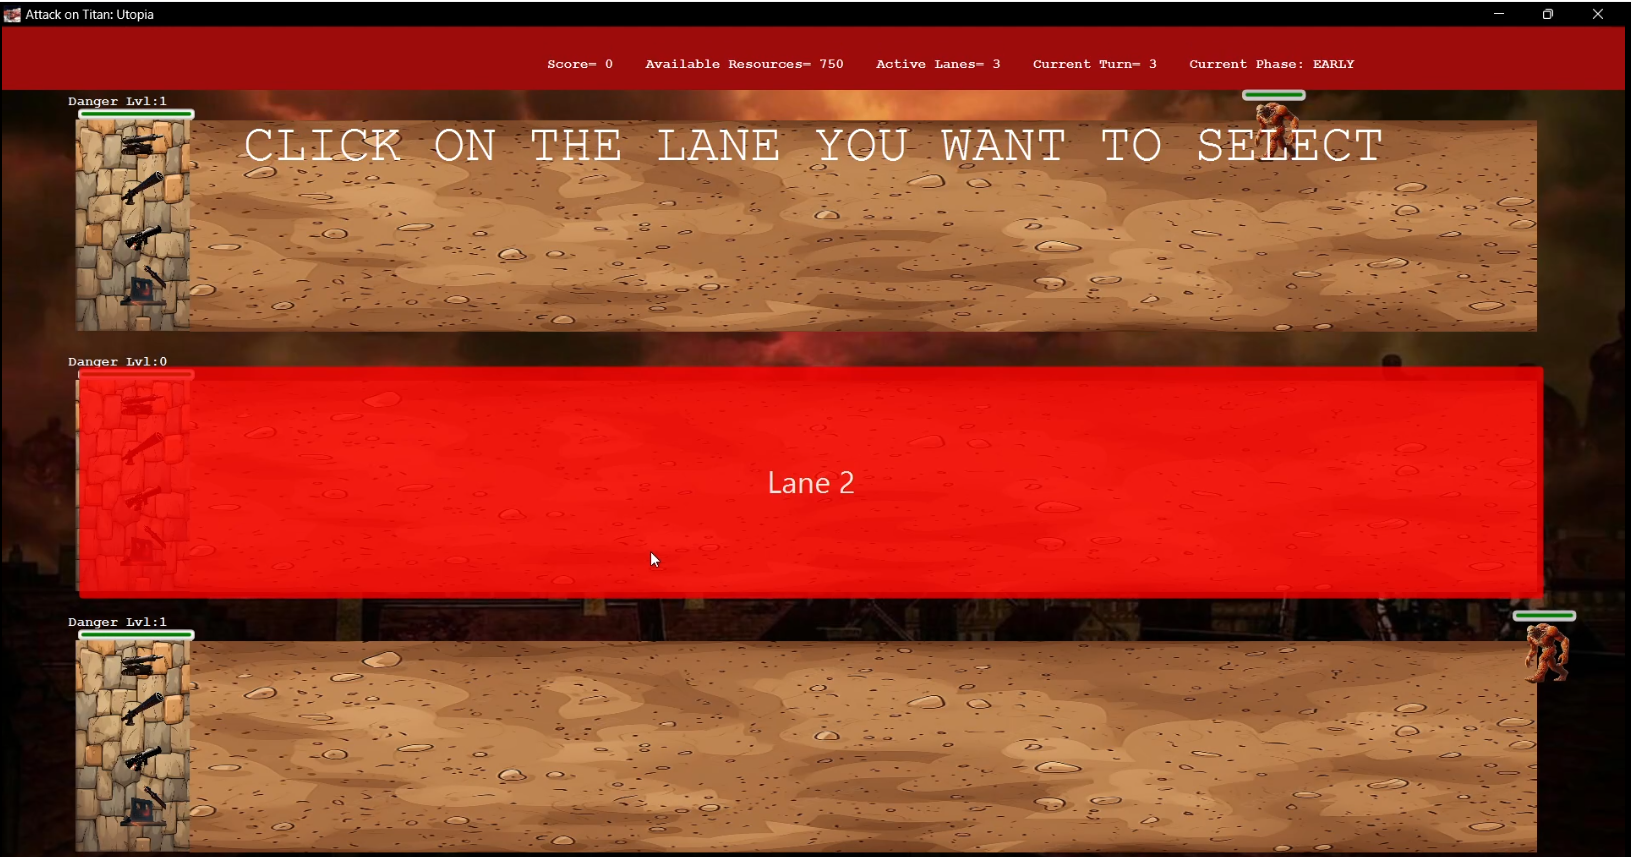 Attack on Titan: Utopia
Score= 0 Available Resources= 750 Active Lanes= 3 Current Turn= 3 Current Phase: EARLY
Danger Lvl:1
CLICK ON THE LANE YOU WANT TO SELECT
Danger Lvl:0
Lane 2
Danger Lvl:1